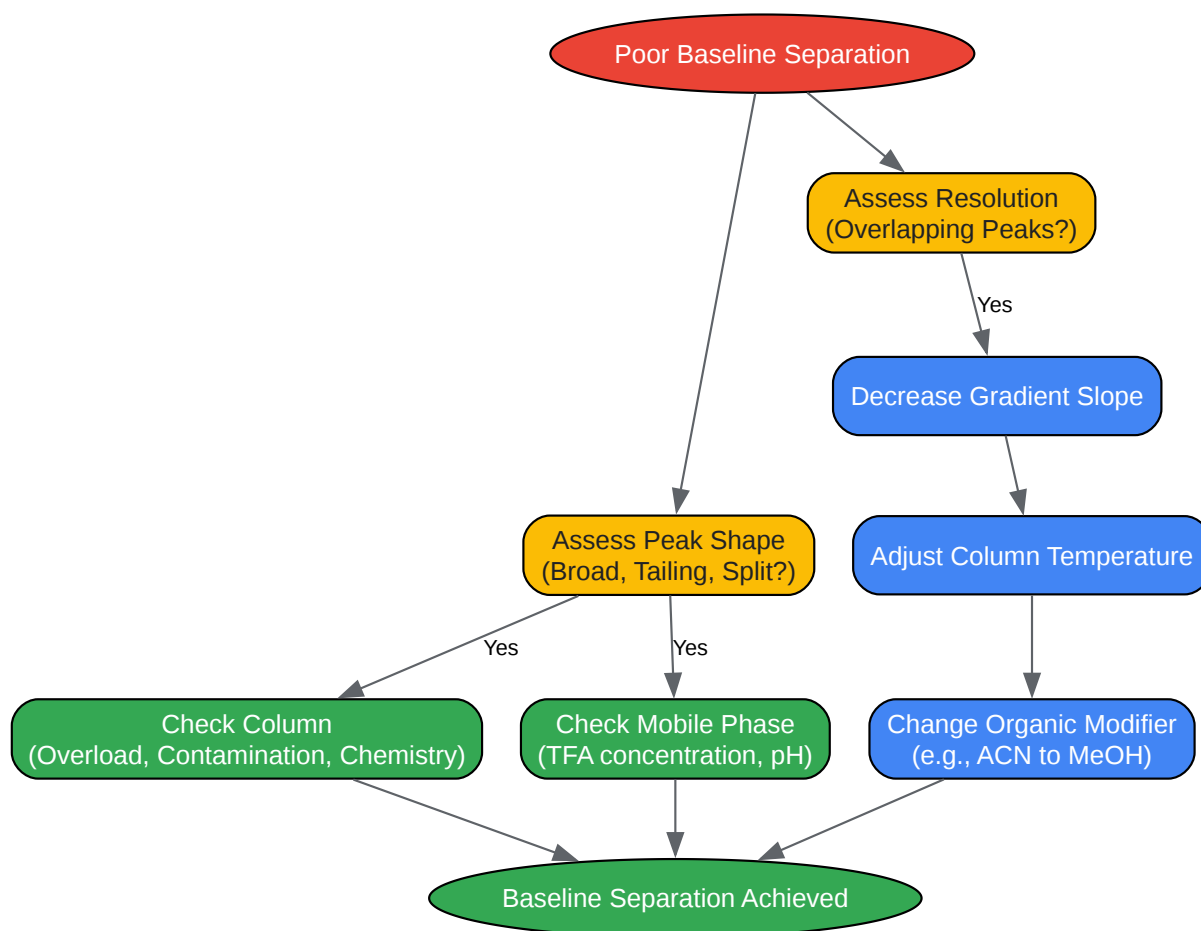 Poor Baseline Separation
Assess Resolution
(Overlapping Peaks?)
Yes
Decrease Gradient Slope
Assess Peak Shape
(Broad, Tailing, Split?)
Adjust Column Temperature
Yes
Yes
Check Column
(Overload, Contamination, Chemistry)
Check Mobile Phase
(TFA concentration, pH)
Change Organic Modifier
(e.g., ACN to MeOH)
Baseline Separation Achieved